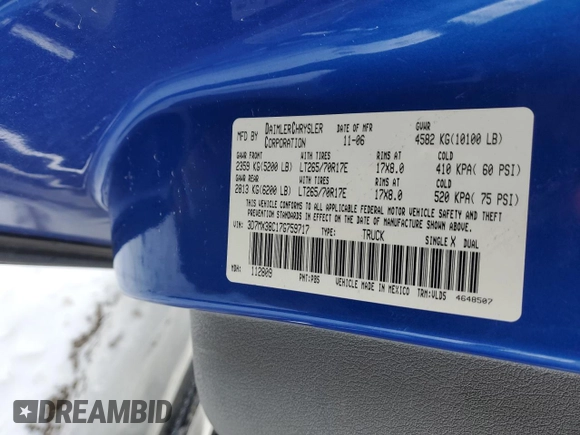 MFD BY DAIMLERCHRYSLER CORPORATION DATE OF MFR 11-06 GVWR 4582 KG(10100 LB)
GAWR FRONT WITH TIRES RIMS AT COLD
2359 KG(5200 LB) LT265/70R17E 17X8.0 410 KPA( 60 PSI)
GAWR REAR WITH TIRES RIMS AT COLD
2813 KG(6200 LB) LT265/70R17E 17X8.0 520 KPA( 75 PSI)
THIS VEHICLE CONFORMS TO ALL APPLICABLE FEDERAL MOTOR VEHICLE SAFETY AND THEFT
PREVENTION STANDARDS IN EFFECT ON THE DATE OF MANUFACTURE SHOWN ABOVE.
VIN: 3D7MX38C17G759717 TYPE: TRUCK SINGLE X DUAL
MDH: 112809 PNT:PBS VEHICLE MADE IN MEXICO TRM:VLDS 4648507
DREAMBID